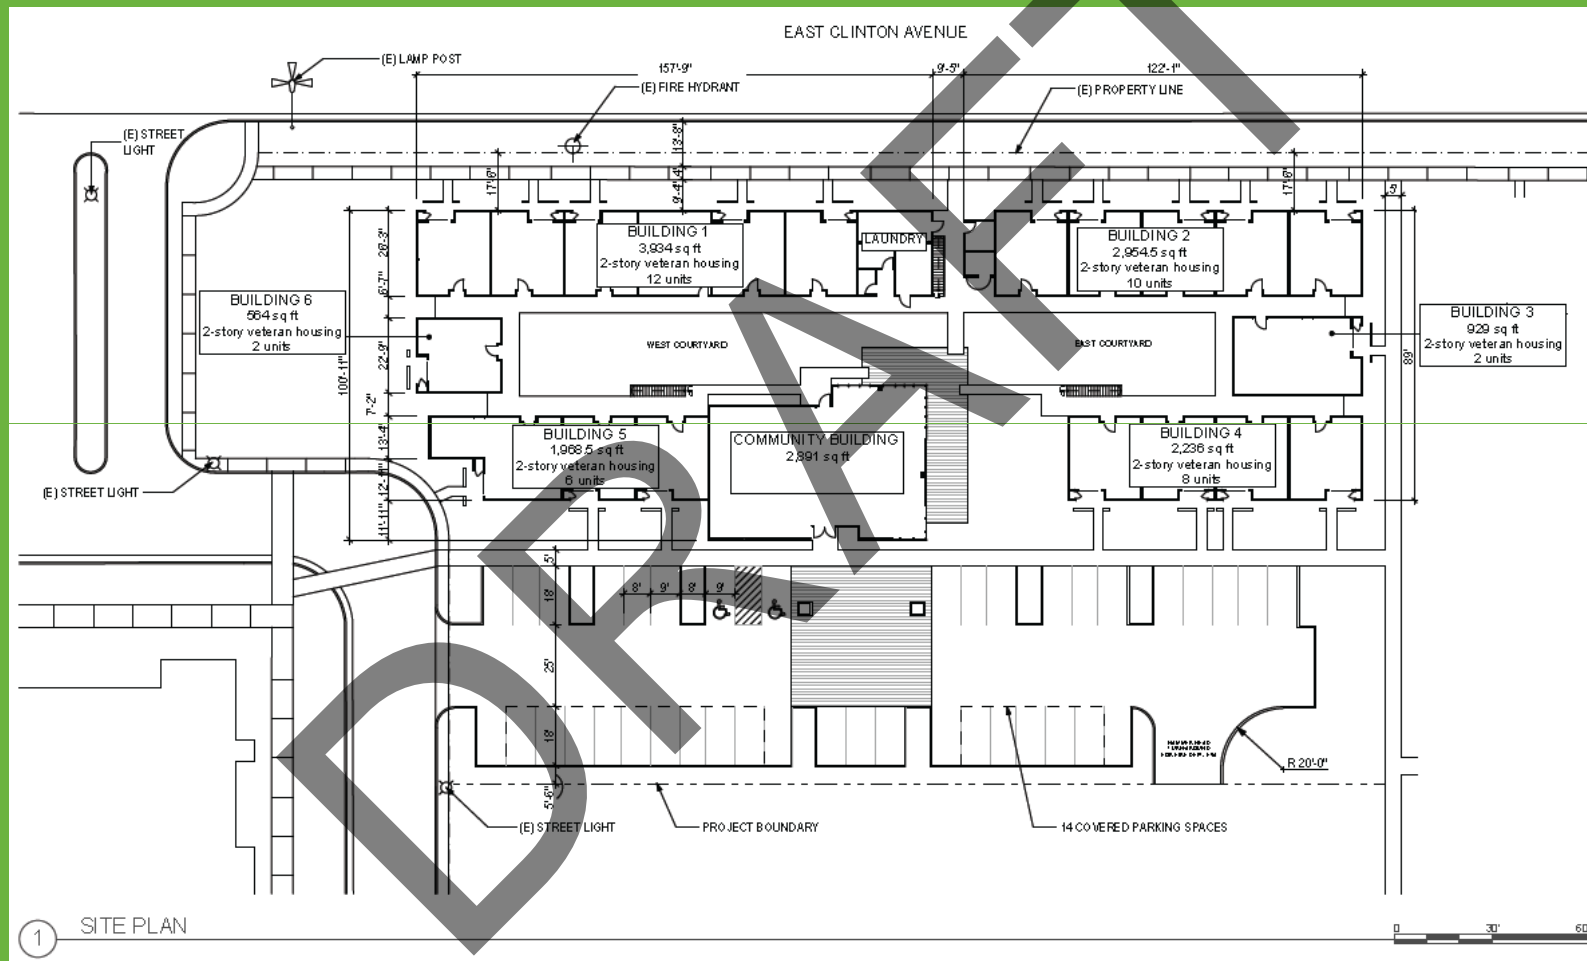 EAST CLINTON AVENUE
(E) LAMP POST
157'-9"
9'-5"
122'-1"
(E) FIRE HYDRANT
(E) PROPERTY LINE
(E) STREET
LIGHT
13'-8"
4'
17'-6"
9'-4"
17'-6"
5'
BUILDING 1
3,934 sq ft
2-story veteran housing
12 units
LAUNDRY
BUILDING 2
2,954.5 sq ft
2-story veteran housing
10 units
26'-3"
6'-7"
BUILDING 6
564 sq ft
2-story veteran housing
2 units
BUILDING 3
929 sq ft
2-story veteran housing
2 units
WEST COURTYARD
EAST COURTYARD
22'-9"
100'-11"
89'
7'-2"
BUILDING 5
1,968.5 sq ft
2-story veteran housing
6 units
COMMUNITY BUILDING
2,891 sq ft
BUILDING 4
2,236 sq ft
2-story veteran housing
8 units
13'-4"
12'-11"
11'-11"
(E) STREET LIGHT
5'
18'
8'
9'
8'
9'
25'
18'
5'-6"
R 20'-0"
(E) STREET LIGHT
PROJECT BOUNDARY
14 COVERED PARKING SPACES
DRAFT
1
SITE PLAN
0
30'
60